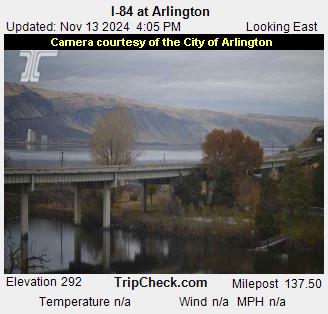 I-84 at Arlington
Updated: Nov 13 2024 4:05 PM Looking East
Camera courtesy of the City of Arlington
Elevation 292 TripCheck.com Milepost 137.50
Temperature n/a Wind n/a MPH n/a